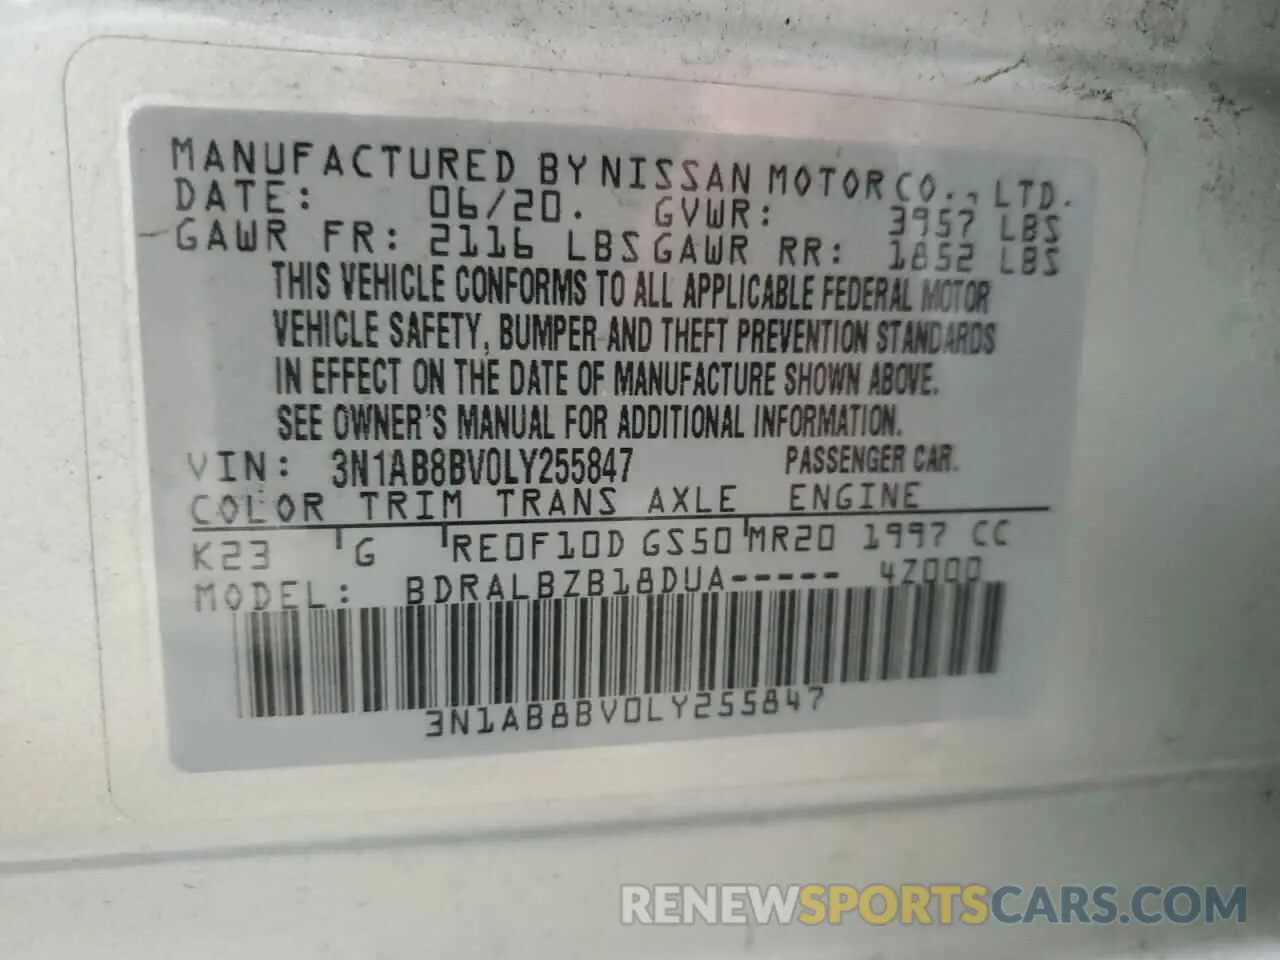 MANUFACTURED BY NISSAN MOTOR CO., LTD.
DATE: 06/20. GVWR: 3957 LBS
GAWR FR: 2116 LBS GAWR RR: 1852 LBS
THIS VEHICLE CONFORMS TO ALL APPLICABLE FEDERAL MOTOR
VEHICLE SAFETY, BUMPER AND THEFT PREVENTION STANDARDS
IN EFFECT ON THE DATE OF MANUFACTURE SHOWN ABOVE.
SEE OWNER'S MANUAL FOR ADDITIONAL INFORMATION.
VIN: 3N1AB8BV0LY255847 PASSENGER CAR.
COLOR TRIM TRANS AXLE ENGINE
K23 G RE0F10D GS50 MR20 1997 CC
MODEL: BDRALBZB18DUA----- 4Z000
3N1AB8BV0LY255847
RENEWSPORTSCARS.COM